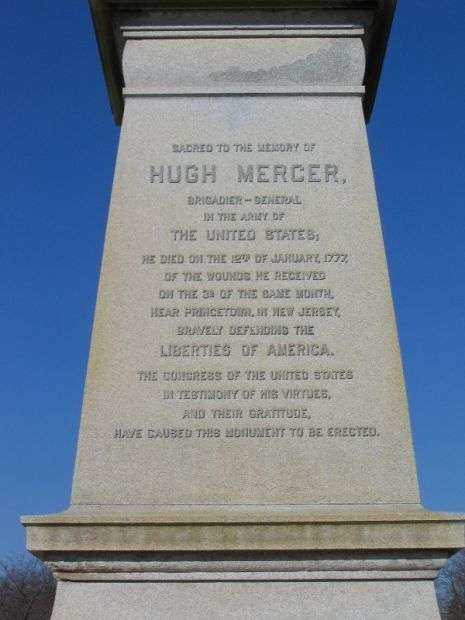 SACRED TO THE MEMORY OF
HUGH MERCER,
BRIGADIER-GENERAL
IN THE ARMY OF
THE UNITED STATES;
HE DIED ON THE 12TH OF JANUARY, 1777,
OF THE WOUNDS HE RECEIVED
ON THE 3D OF THE SAME MONTH,
NEAR PRINCETOWN, IN NEW JERSEY,
BRAVELY DEFENDING THE
LIBERTIES OF AMERICA.
THE CONGRESS OF THE UNITED STATES
IN TESTIMONY OF HIS VIRTUES,
AND THEIR GRATITUDE,
HAVE CAUSED THIS MONUMENT TO BE ERECTED.